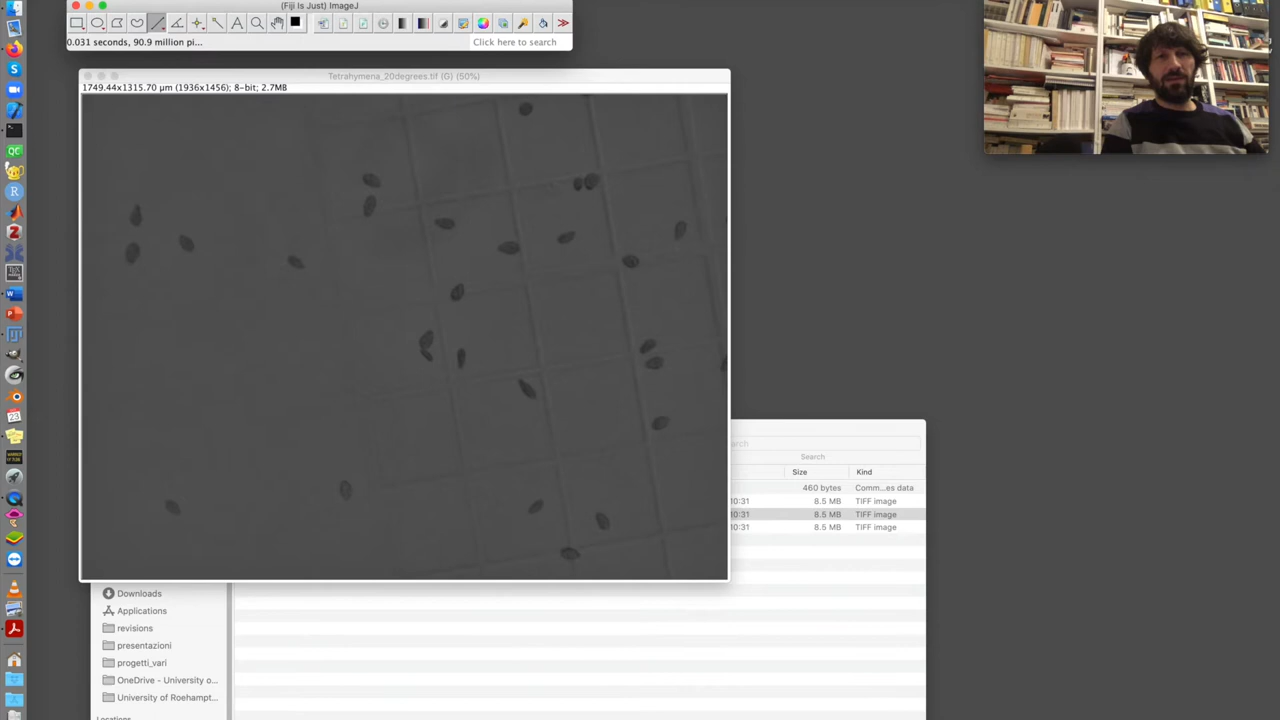 (Fiji Is Just) ImageJ
0.031 seconds, 90.9 million pi...
Click here to search
Tetrahymena_20degrees.tif (G) (50%)
1749.44x1315.70 µm (1936x1456); 8-bit; 2.7MB
Search
Size Kind
460 bytes Comm...es data
10:31 8.5 MB TIFF image
10:31 8.5 MB TIFF image
10:31 8.5 MB TIFF image
Downloads
Applications
revisions
presentazioni
progetti_vari
OneDrive - University o...
University of Roehampt...
Locations